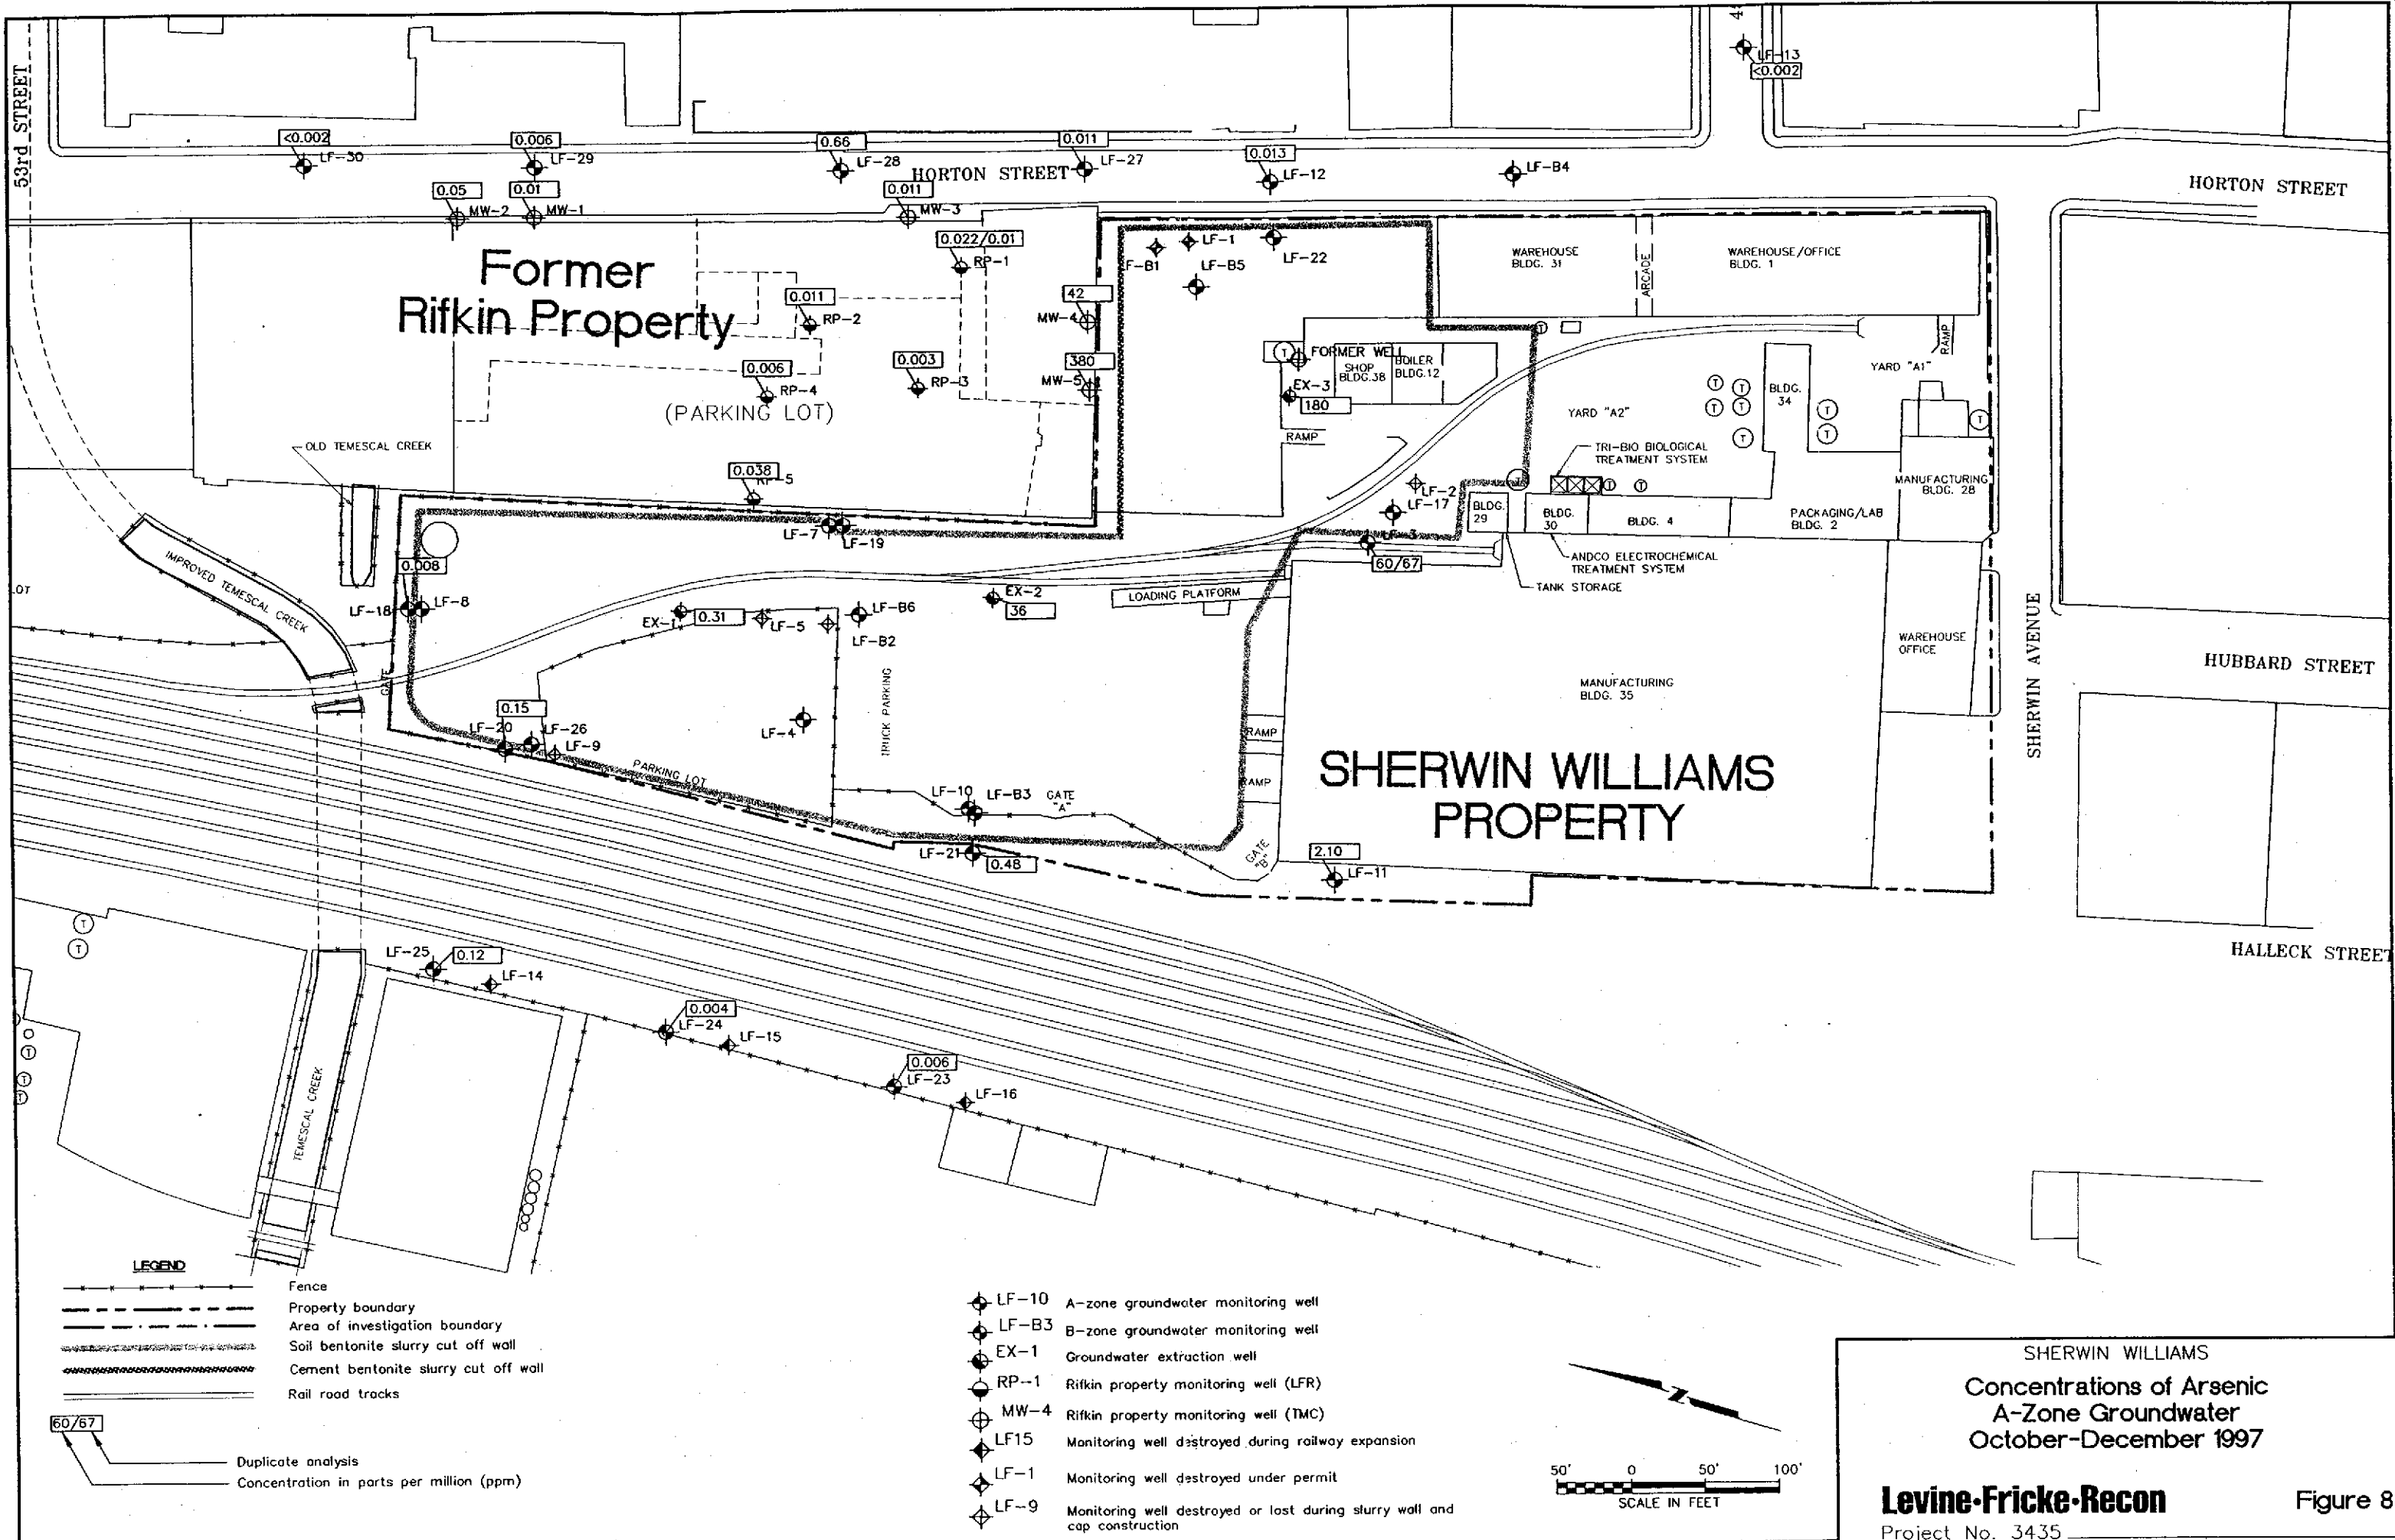 53rd STREET
LF-13
<0.002
<0.002
LF-30
0.006
LF-29
0.66
LF-28
HORTON STREET
0.011
LF-27
0.013
LF-12
LF-B4
HORTON STREET
0.05
MW-2
0.01
MW-1
0.011
MW-3
0.022/0.01
RP-1
Former
Rifkin Property
0.011
RP-2
0.006
RP-4
0.003
RP-3
(PARKING LOT)
0.038
RP-5
42
MW-4
380
MW-5
F-B1
LF-1
LF-B5
LF-22
WAREHOUSE
BLDG. 31
ARCADE
WAREHOUSE/OFFICE
BLDG. 1
T
FORMER WELL
SHOP
BLDG.38
BOILER
BLDG.12
EX-3
180
RAMP
YARD "A1"
RAMP
BLDG.
34
YARD "A2"
TRI-BIO BIOLOGICAL
TREATMENT SYSTEM
MANUFACTURING
BLDG. 28
LF-2
LF-17
BLDG.
29
BLDG.
30
BLDG. 4
PACKAGING/LAB
BLDG. 2
ANDCO ELECTROCHEMICAL
TREATMENT SYSTEM
TANK STORAGE
LF-3
60/67
OLD TEMESCAL CREEK
IMPROVED TEMESCAL CREEK
LOT
LF-7
LF-19
0.008
LF-18
LF-8
GATE
EX-1
0.31
LF-5
LF-B6
LF-B2
EX-2
36
LOADING PLATFORM
TRUCK PARKING
0.15
LF-20
LF-26
LF-9
LF-4
PARKING LOT
LF-10
LF-B3
GATE
"A"
RAMP
RAMP
GATE
"B"
LF-21
0.48
2.10
LF-11
MANUFACTURING
BLDG. 35
WAREHOUSE
OFFICE
SHERWIN WILLIAMS
PROPERTY
SHERWIN AVENUE
HUBBARD STREET
HALLECK STREET
LF-25
0.12
LF-14
0.004
LF-24
LF-15
0.006
LF-23
LF-16
TEMESCAL CREEK
LEGEND
Fence
Property boundary
Area of investigation boundary
Soil bentonite slurry cut off wall
Cement bentonite slurry cut off wall
Rail road tracks
60/67
Duplicate analysis
Concentration in parts per million (ppm)
LF-10 A-zone groundwater monitoring well
LF-B3 B-zone groundwater monitoring well
EX-1 Groundwater extraction well
RP-1 Rifkin property monitoring well (LFR)
MW-4 Rifkin property monitoring well (TMC)
LF15 Monitoring well destroyed during railway expansion
LF-1 Monitoring well destroyed under permit
LF-9 Monitoring well destroyed or lost during slurry wall and
cap construction
Z
50' 0 50' 100'
SCALE IN FEET
SHERWIN WILLIAMS
Concentrations of Arsenic
A-Zone Groundwater
October-December 1997
Levine•Fricke•Recon
Figure 8
Project No. 3435